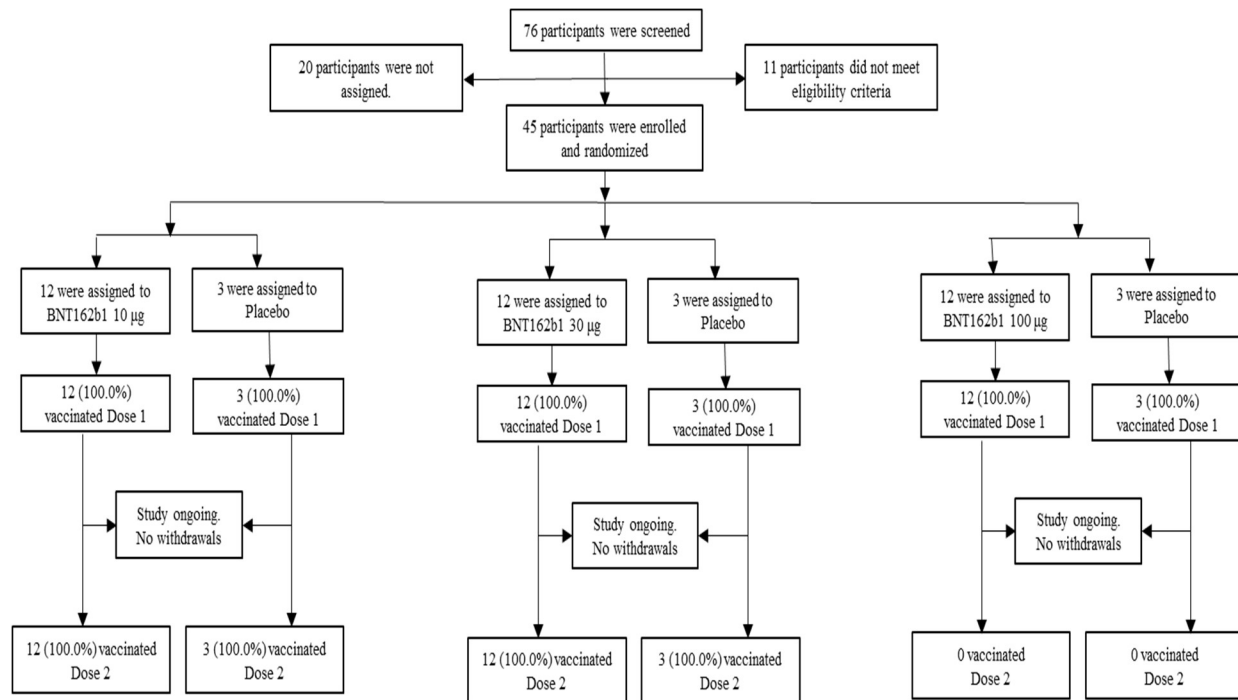 76 participants were screened
20 participants were not
assigned.
11 participants did not meet
eligibility criteria
45 participants were enrolled
and randomized
12 were assigned to
BNT162b1 10 μg
3 were assigned to
Placebo
12 were assigned to
BNT162b1 30 μg
3 were assigned to
Placebo
12 were assigned to
BNT162b1 100 μg
3 were assigned to
Placebo
12 (100.0%)
vaccinated Dose 1
3 (100.0%)
vaccinated Dose 1
12 (100.0%)
vaccinated Dose 1
3 (100.0%)
vaccinated Dose 1
12 (100.0%)
vaccinated Dose 1
3 (100.0%)
vaccinated Dose 1
Study ongoing.
No withdrawals
Study ongoing.
No withdrawals
Study ongoing.
No withdrawals
12 (100.0%) vaccinated
Dose 2
3 (100.0%) vaccinated
Dose 2
12 (100.0%) vaccinated
Dose 2
3 (100.0%) vaccinated
Dose 2
0 vaccinated
Dose 2
0 vaccinated
Dose 2